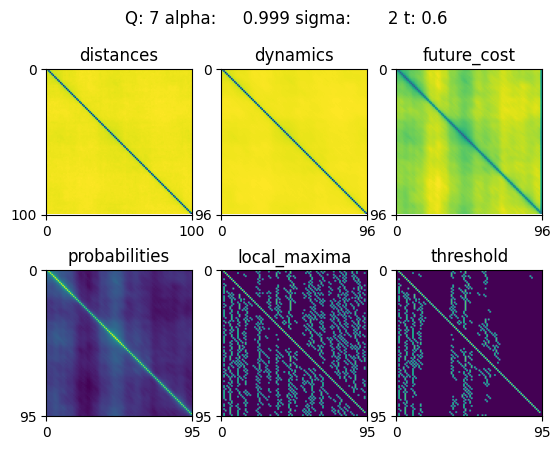 Q: 7 alpha: 0.999 sigma: 2 t: 0.6
distances dynamics future_cost
0 0 0
100 96 96
0 100 0 96 0 96
probabilities local_maxima threshold
0 0 0
95 95 95
0 95 0 95 0 95